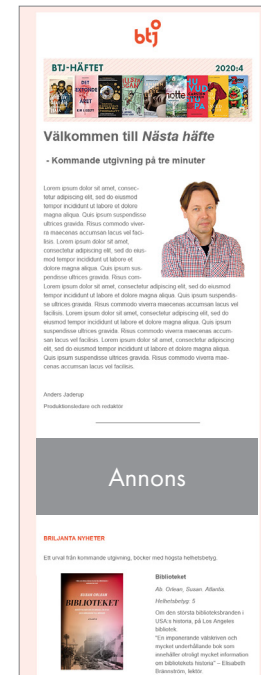 btj
BTJ-HÄFTET 2020:4
Välkommen till Nästa häfte
- Kommande utgivning på tre minuter
Lorem ipsum dolor sit amet, consec-
tetur adipiscing elit, sed do eiusmod
tempor incididunt ut labore et dolore
magna aliqua. Quis ipsum suspendisse
ultrices gravida. Risus commodo viver-
ra maecenas accumsan lacus vel faci-
lisis. Lorem ipsum dolor sit amet,
consectetur adipiscing elit, sed do eius-
mod tempor incididunt ut labore et
dolore magna aliqua. Quis ipsum sus-
pendisse ultrices gravida. Risus com-
Lorem ipsum dolor sit amet, consectetur adipiscing elit, sed do eiusmod
tempor incididunt ut labore et dolore magna aliqua. Quis ipsum suspendis-
se ultrices gravida. Risus commodo viverra maecenas accumsan lacus vel
facilisis. Lorem ipsum dolor sit amet, consectetur adipiscing elit, sed do
eiusmod tempor incididunt ut labore et dolore magna aliqua. Quis ipsum
suspendisse ultrices gravida. Risus commodo viverra maecenas accum-
san lacus vel facilisis. Lorem ipsum dolor sit amet, consectetur adipiscing
elit, sed do eiusmod tempor incididunt ut labore et dolore magna aliqua.
Quis ipsum suspendisse ultrices gravida. Risus commodo viverra mae-
cenas accumsan lacus vel facilisis.
Anders Jaderup
Produktionsledare och redaktör
Annons
BRILJANTA NYHETER
Ett urval från kommande utgivning, böcker med högsta helhetsbetyg.
SUSAN ORLEAN
BIBLIOTEKET
Biblioteket
Ab. Orlean, Susan. Atlantis.
Helhetsbetyg: 5.
Om den största biblioteksbranden i
USA:s historia, på Los Angeles
bibliotek.
"En imponerande välskriven och
mycket underhållande bok som
innehåller otroligt mycket information
om bibliotekets historia" – Elisabeth
Brännström, lektör